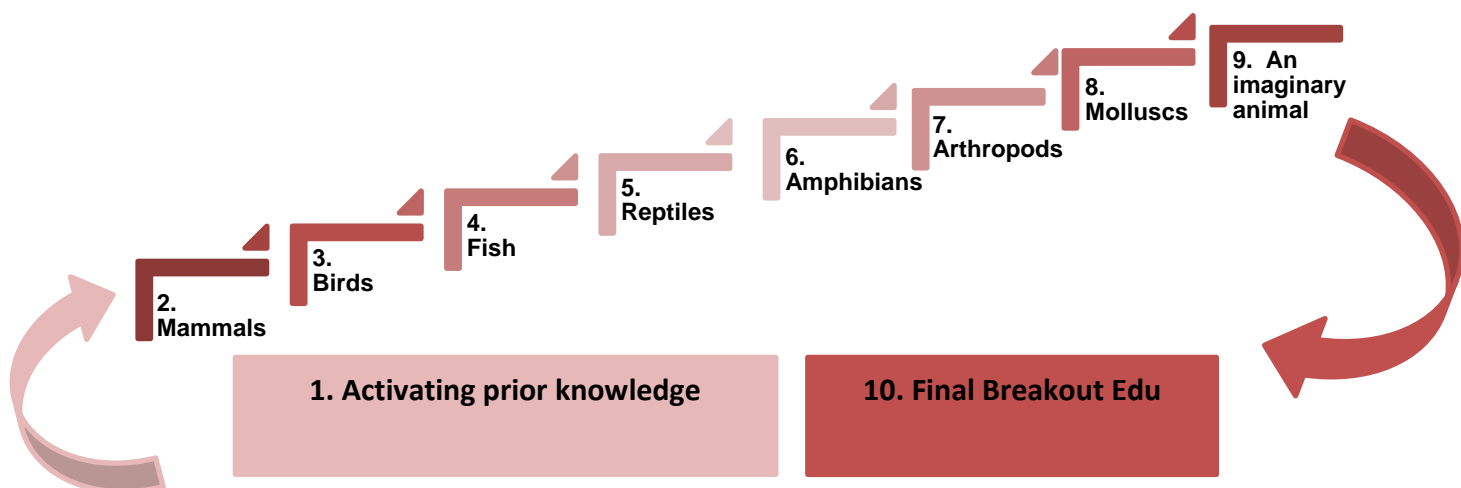 2.
Mammals
3.
Birds
4.
Fish
5.
Reptiles
6.
Amphibians
7.
Arthropods
8.
Molluscs
9. An
imaginary
animal
1. Activating prior knowledge
10. Final Breakout Edu